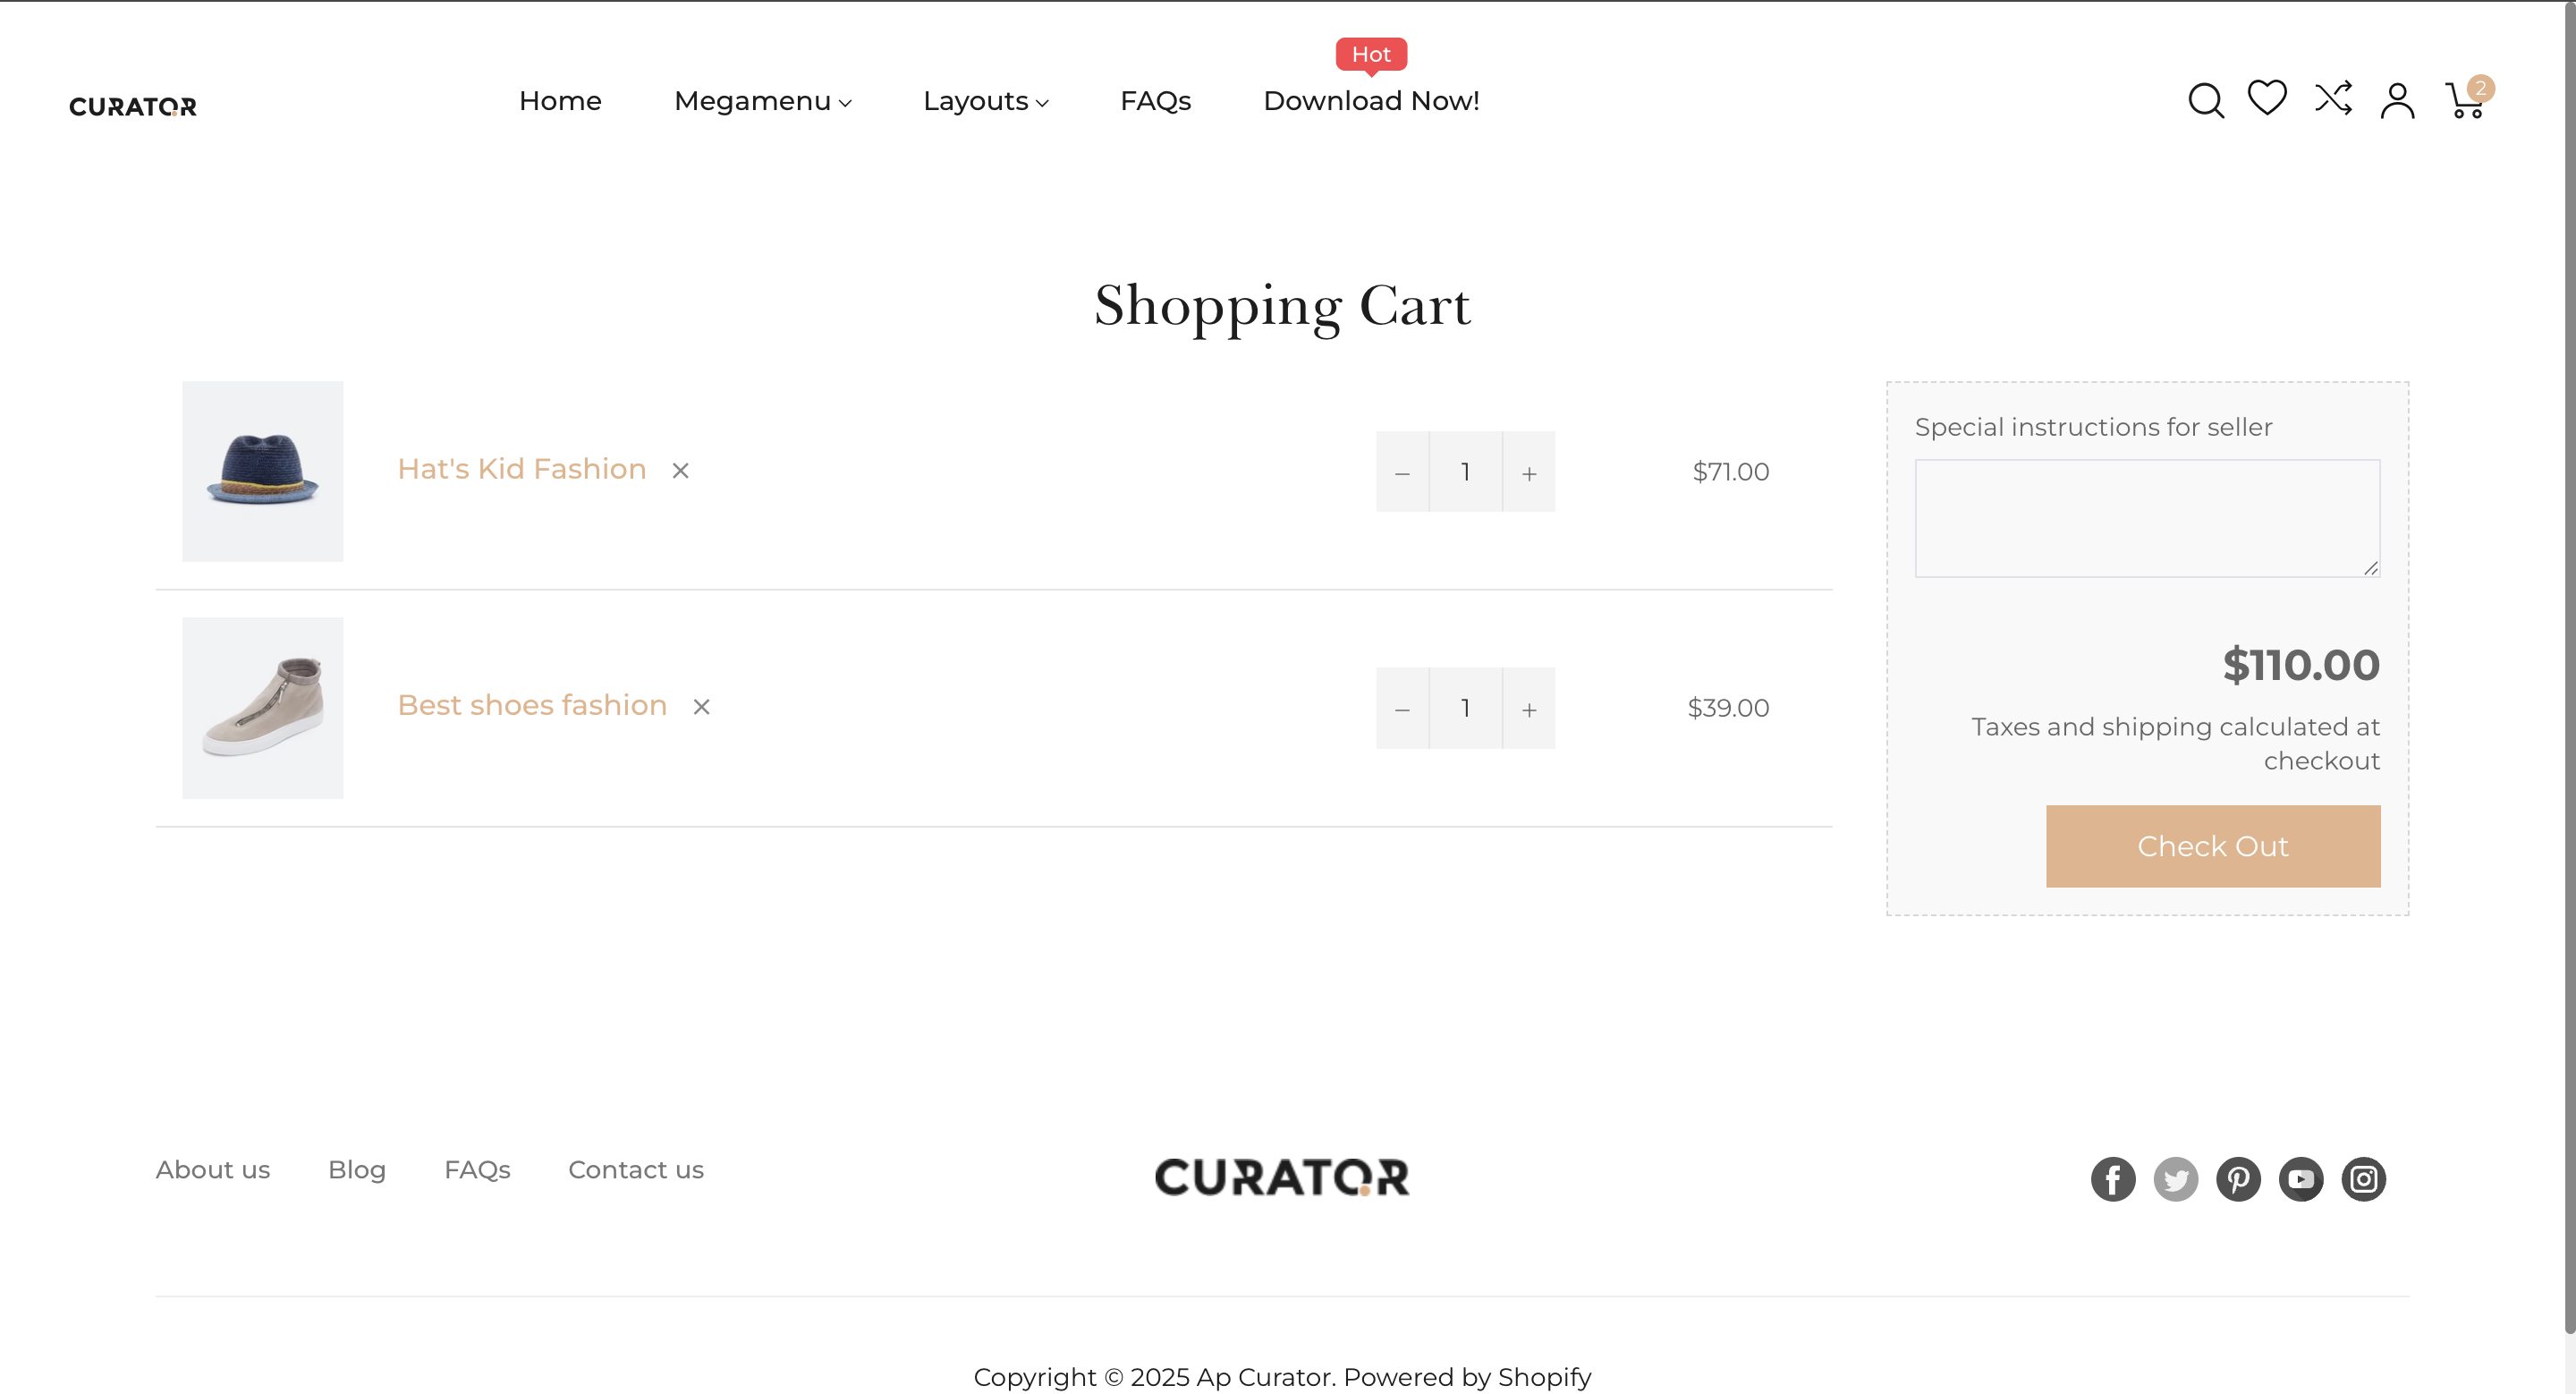 Hot
CURATOR
Home
Megamenu
Layouts
FAQs
Download Now!
2
Shopping Cart
Hat's Kid Fashion
1
$71.00
Best shoes fashion
1
$39.00
Special instructions for seller
$110.00
Taxes and shipping calculated at
checkout
Check Out
About us
Blog
FAQs
Contact us
CURATOR
Copyright © 2025 Ap Curator. Powered by Shopify